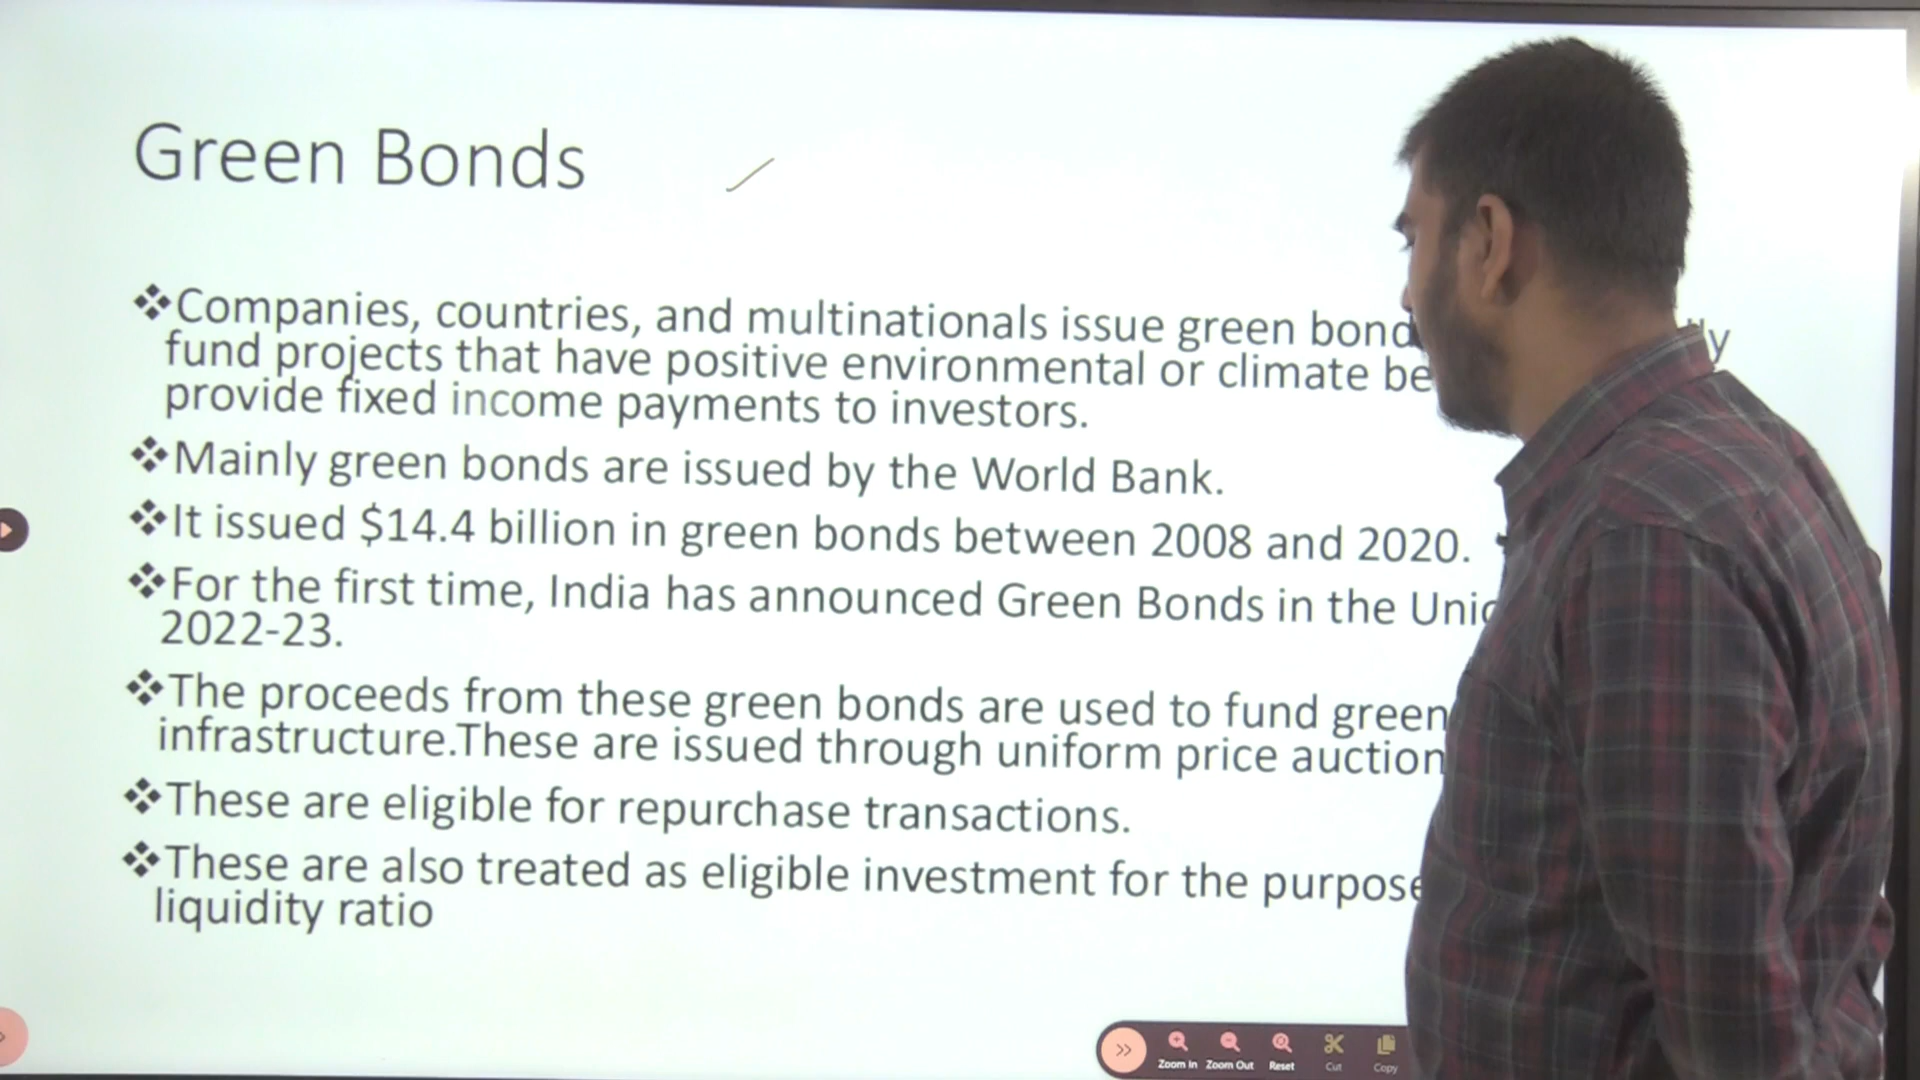 Green Bonds
Companies, countries, and multinationals issue green
fund projects that have positive environmental or climate
provide fixed income payments to investors.
Mainly green bonds are issued by the World Bank.
It issued $14.4 billion in green bonds between 2008 and 2020.
For the first time, India has announced Green Bonds in the
2022-23.
The proceeds from these green bonds are used to fund green
infrastructure.These are issued through uniform price auction
These are eligible for repurchase transactions.
These are also treated as eligible investment for the purpose
liquidity ratio
Zoom In Zoom Out Reset Cut Copy